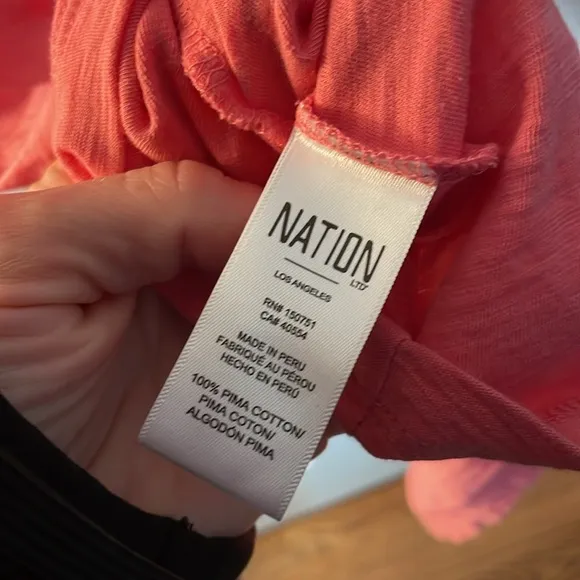 NATION
LTD
LOS ANGELES
RN# 150751
CA# 40554
MADE IN PERU
FABRIQUÉ AU PÉROU
HECHO EN PERÚ
100% PIMA COTTON/
PIMA COTON/
ALGODÓN PIMA